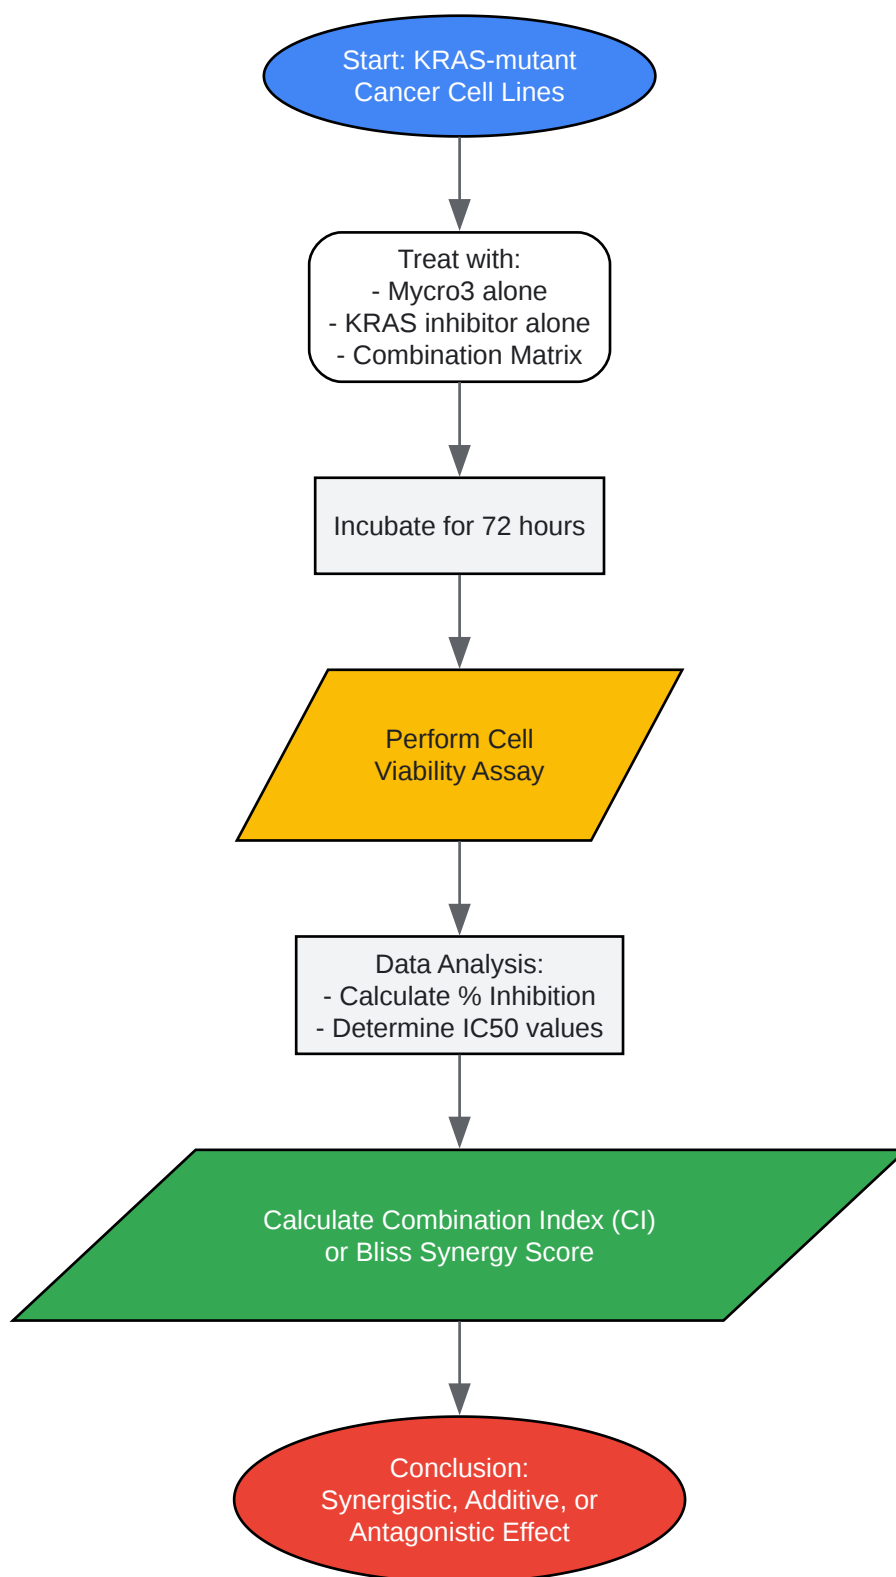 Start: KRAS-mutant
Cancer Cell Lines
Treat with:
- Mycro3 alone
- KRAS inhibitor alone
- Combination Matrix
Incubate for 72 hours
Perform Cell
Viability Assay
Data Analysis:
- Calculate % Inhibition
- Determine IC50 values
Calculate Combination Index (CI)
or Bliss Synergy Score
Conclusion:
Synergistic, Additive, or
Antagonistic Effect